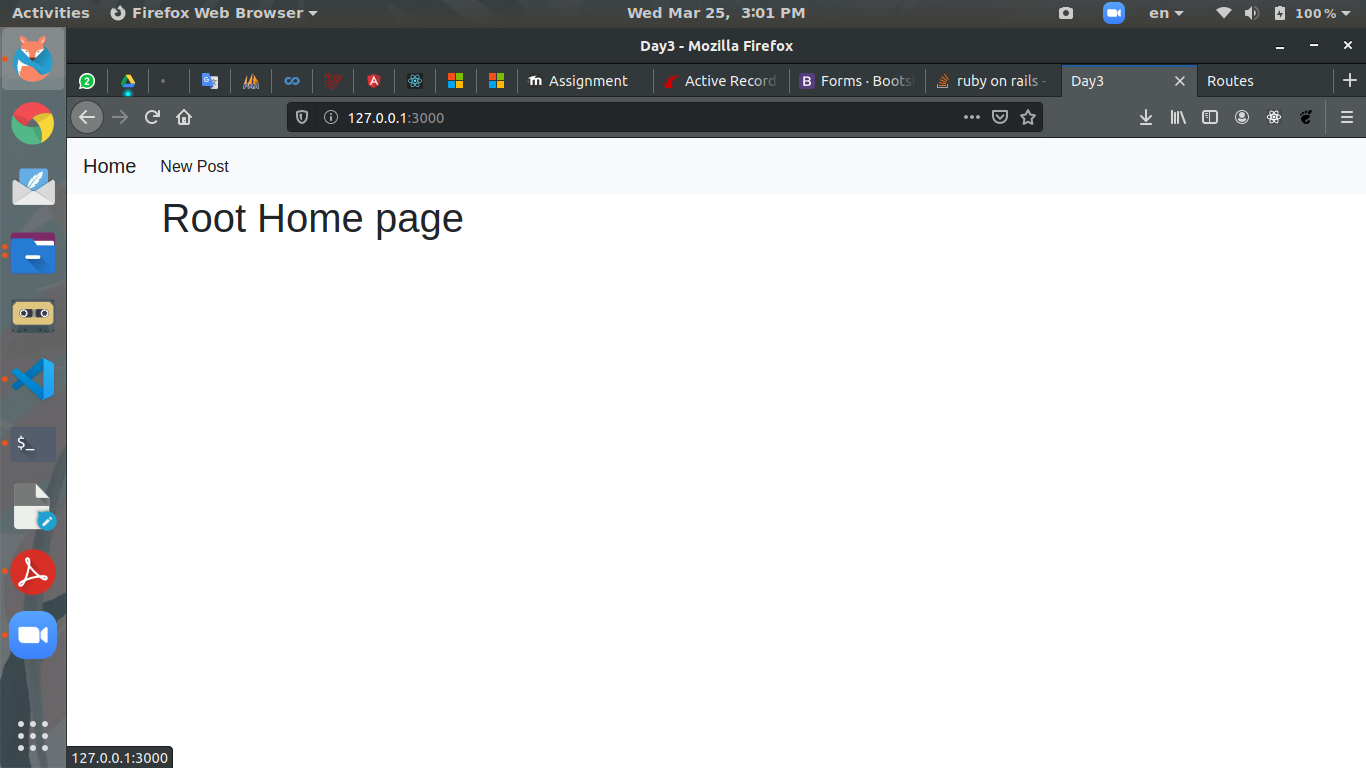 Activities Firefox Web Browser Wed Mar 25, 3:01 PM en 100 %
Day3 - Mozilla Firefox
2 Assignment Active Record Forms · Boots ruby on rails - Day3 Routes
127.0.0.1:3000
Home New Post
Root Home page
$_
127.0.0.1:3000